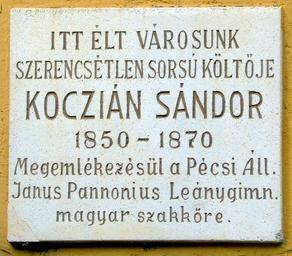 ITT ÉLT VÁROSUNK
SZERENCSÉTLEN SORSÚ KÖLTŐJE
KOCZIÁN SÁNDOR
1850 – 1870
Megemlékezésül a Pécsi Áll.
Janus Pannonius Leánygimn.
magyar szakköre.